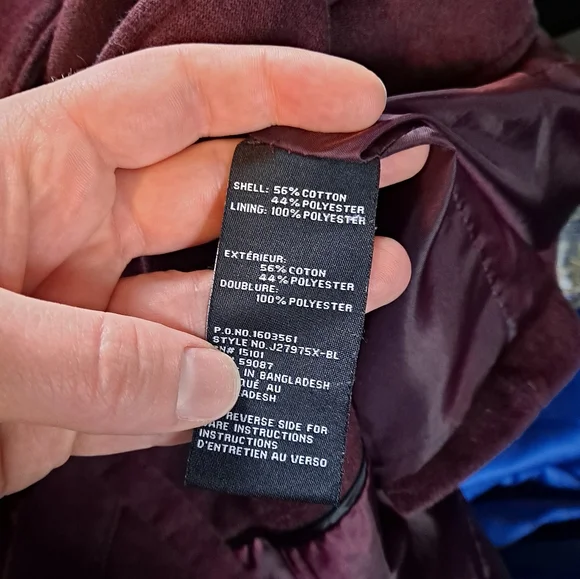 SHELL: 56% COTTON
44% POLYESTER
LINING: 100% POLYESTER
EXTÉRIEUR:
56% COTON
44% POLYESTER
DOUBLURE:
100% POLYESTER
P.O.NO.1603561
STYLE NO.J27975X-BL
15101
59087
IN BANGLADESH
AU
REVERSE SIDE FOR
INSTRUCTIONS
INSTRUCTIONS
D'ENTRETIEN AU VERSO